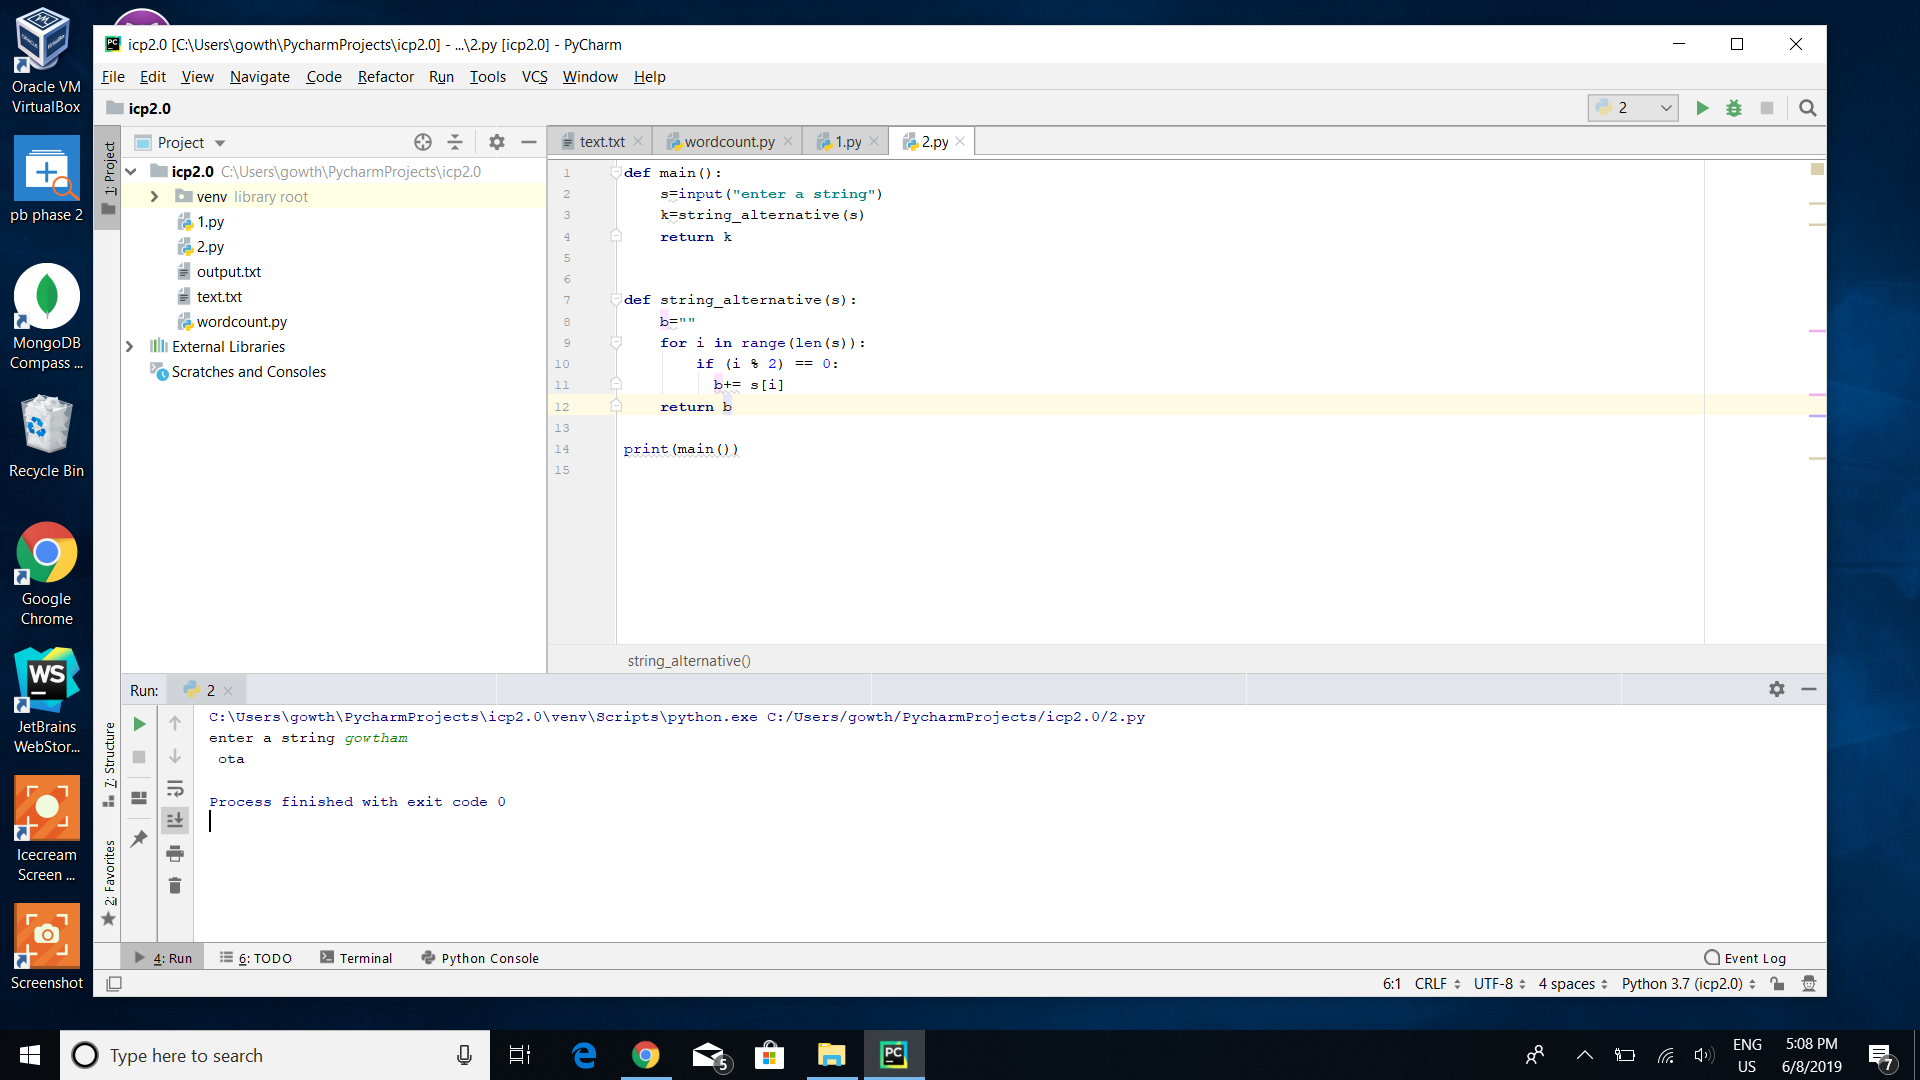 Oracle VM
VirtualBox
pb phase 2
MongoDB
Compass ...
Recycle Bin
Google
Chrome
WS
JetBrains
WebStor...
Icecream
Screen ...
Screenshot
PC icp2.0 [C:\Users\gowth\PycharmProjects\icp2.0] - ...\2.py [icp2.0] - PyCharm
File Edit View Navigate Code Refactor Run Tools VCS Window Help
icp2.0
2
1: Project
Project
text.txt wordcount.py 1.py 2.py
icp2.0 C:\Users\gowth\PycharmProjects\icp2.0
venv library root
1.py
2.py
output.txt
text.txt
wordcount.py
External Libraries
Scratches and Consoles
1 def main():
2 s=input("enter a string")
3 k=string_alternative(s)
4 return k
5
6
7 def string_alternative(s):
8 b=""
9 for i in range(len(s)):
10 if (i % 2) == 0:
11 b+= s[i]
12 return b
13
14 print(main())
15
string_alternative()
Run: 2
7: Structure
2: Favorites
C:\Users\gowth\PycharmProjects\icp2.0\venv\Scripts\python.exe C:/Users/gowth/PycharmProjects/icp2.0/2.py
enter a string gowtham
ota
Process finished with exit code 0
4: Run 6: TODO Terminal Python Console Event Log
6:1 CRLF UTF-8 4 spaces Python 3.7 (icp2.0)
Type here to search
5
PC
ENG
US
5:08 PM
6/8/2019
7